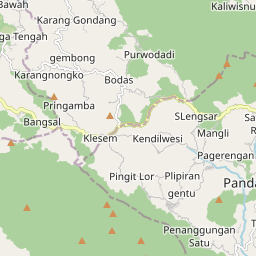 Bawah
Karang Gondang
Kaliwisnu
ga Tengah
Purwodadi
gembong
Bodas
Karangnongko
Pringamba
SLengsar
Bangsal
Klesem
Kendilwesi
Mangli
Sa
R
Pagerengan
Pingit Lor
Plipiran
gentu
Panda
Penanggungan
Satu